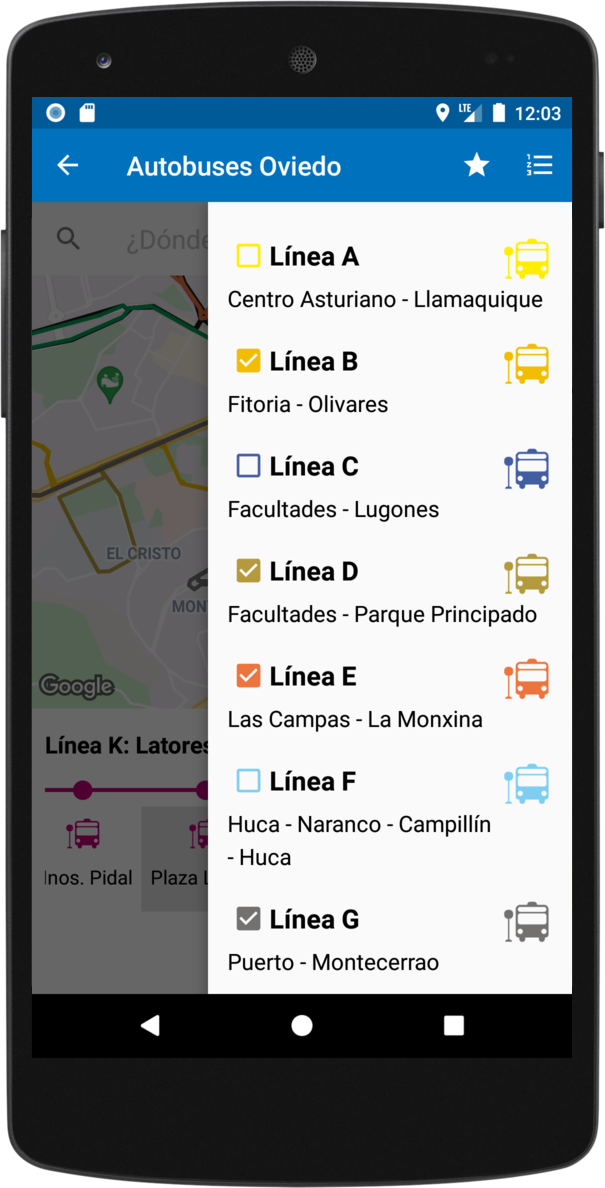 LTE 12:03
Autobuses Oviedo
¿Dónde
Línea A
Centro Asturiano - Llamaquique
Línea B
Fitoria - Olivares
Línea C
Facultades - Lugones
Línea D
Facultades - Parque Principado
Línea E
Las Campas - La Monxina
Línea F
Huca - Naranco - Campillín
- Huca
Línea G
Puerto - Montecerrao
EL CRISTO
MONT
Google
Línea K: Latores
Inos. Pidal
Plaza L